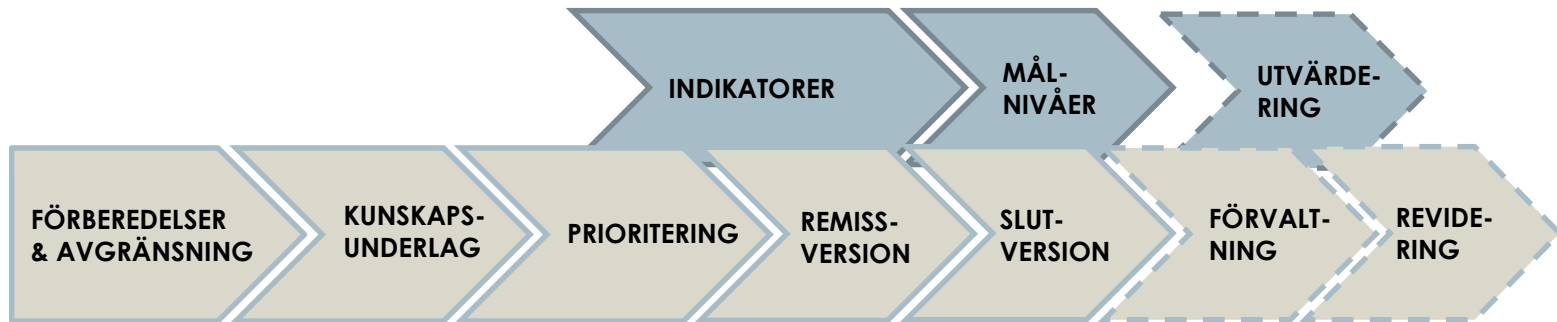 INDIKATORER
MÅL-
NIVÅER
UTVÄRDE-
RING
FÖRBEREDELSER
& AVGRÄNSNING
KUNSKAPS-
UNDERLAG
PRIORITERING
REMISS-
VERSION
SLUT-
VERSION
FÖRVALT-
NING
REVIDE-
RING